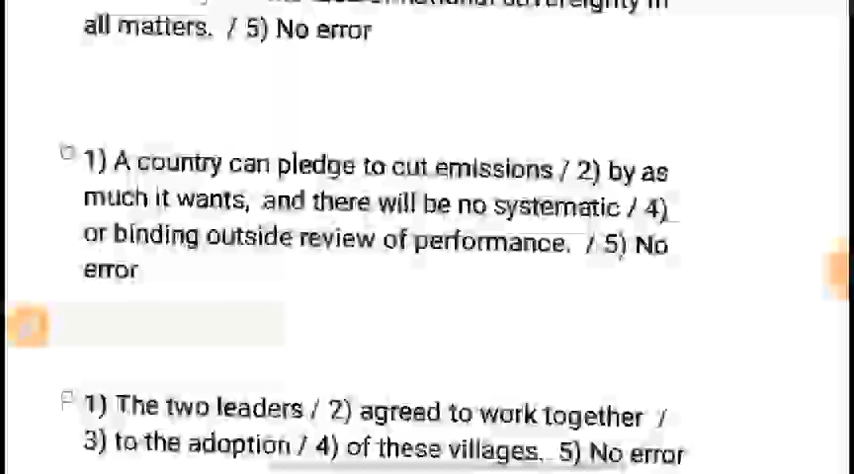 all matters. / 5) No error
1) A country can pledge to cut emissions / 2) by as
much it wants, and there will be no systematic / 4)
or binding outside review of performance. / 5) No
error
1) The two leaders / 2) agreed to work together /
3) to the adoption / 4) of these villages. 5) No error